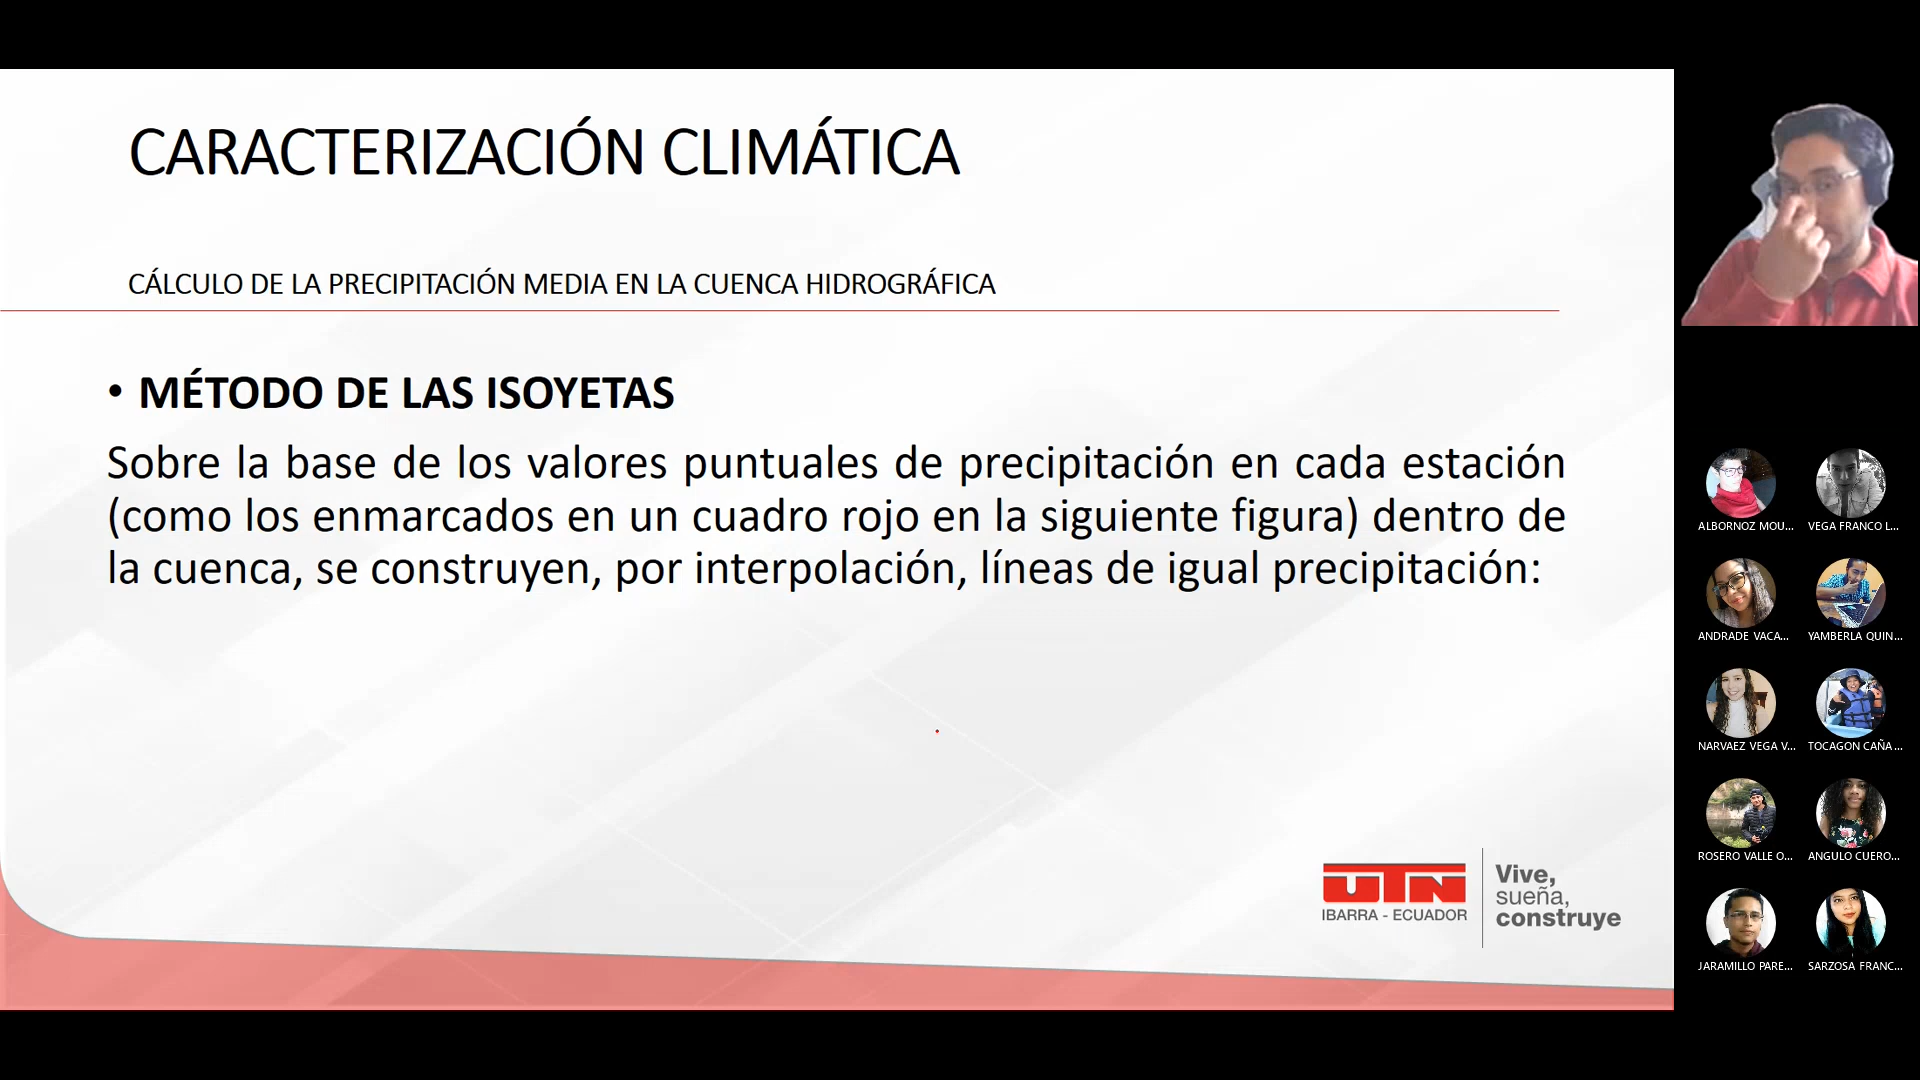 CARACTERIZACIÓN CLIMÁTICA
CÁLCULO DE LA PRECIPITACIÓN MEDIA EN LA CUENCA HIDROGRÁFICA
• MÉTODO DE LAS ISOYETAS
Sobre la base de los valores puntuales de precipitación en cada estación
(como los enmarcados en un cuadro rojo en la siguiente figura) dentro de
la cuenca, se construyen, por interpolación, líneas de igual precipitación:
UTN
IBARRA - ECUADOR
Vive,
sueña,
construye
ALBORNOZ MOU...
VEGA FRANCO L...
ANDRADE VACA...
YAMBERLA QUIN...
NARVAEZ VEGA V...
TOCAGON CAÑA...
ROSERO VALLE O...
ANGULO CUERO...
JARAMILLO PARE...
SARZOSA FRANC...